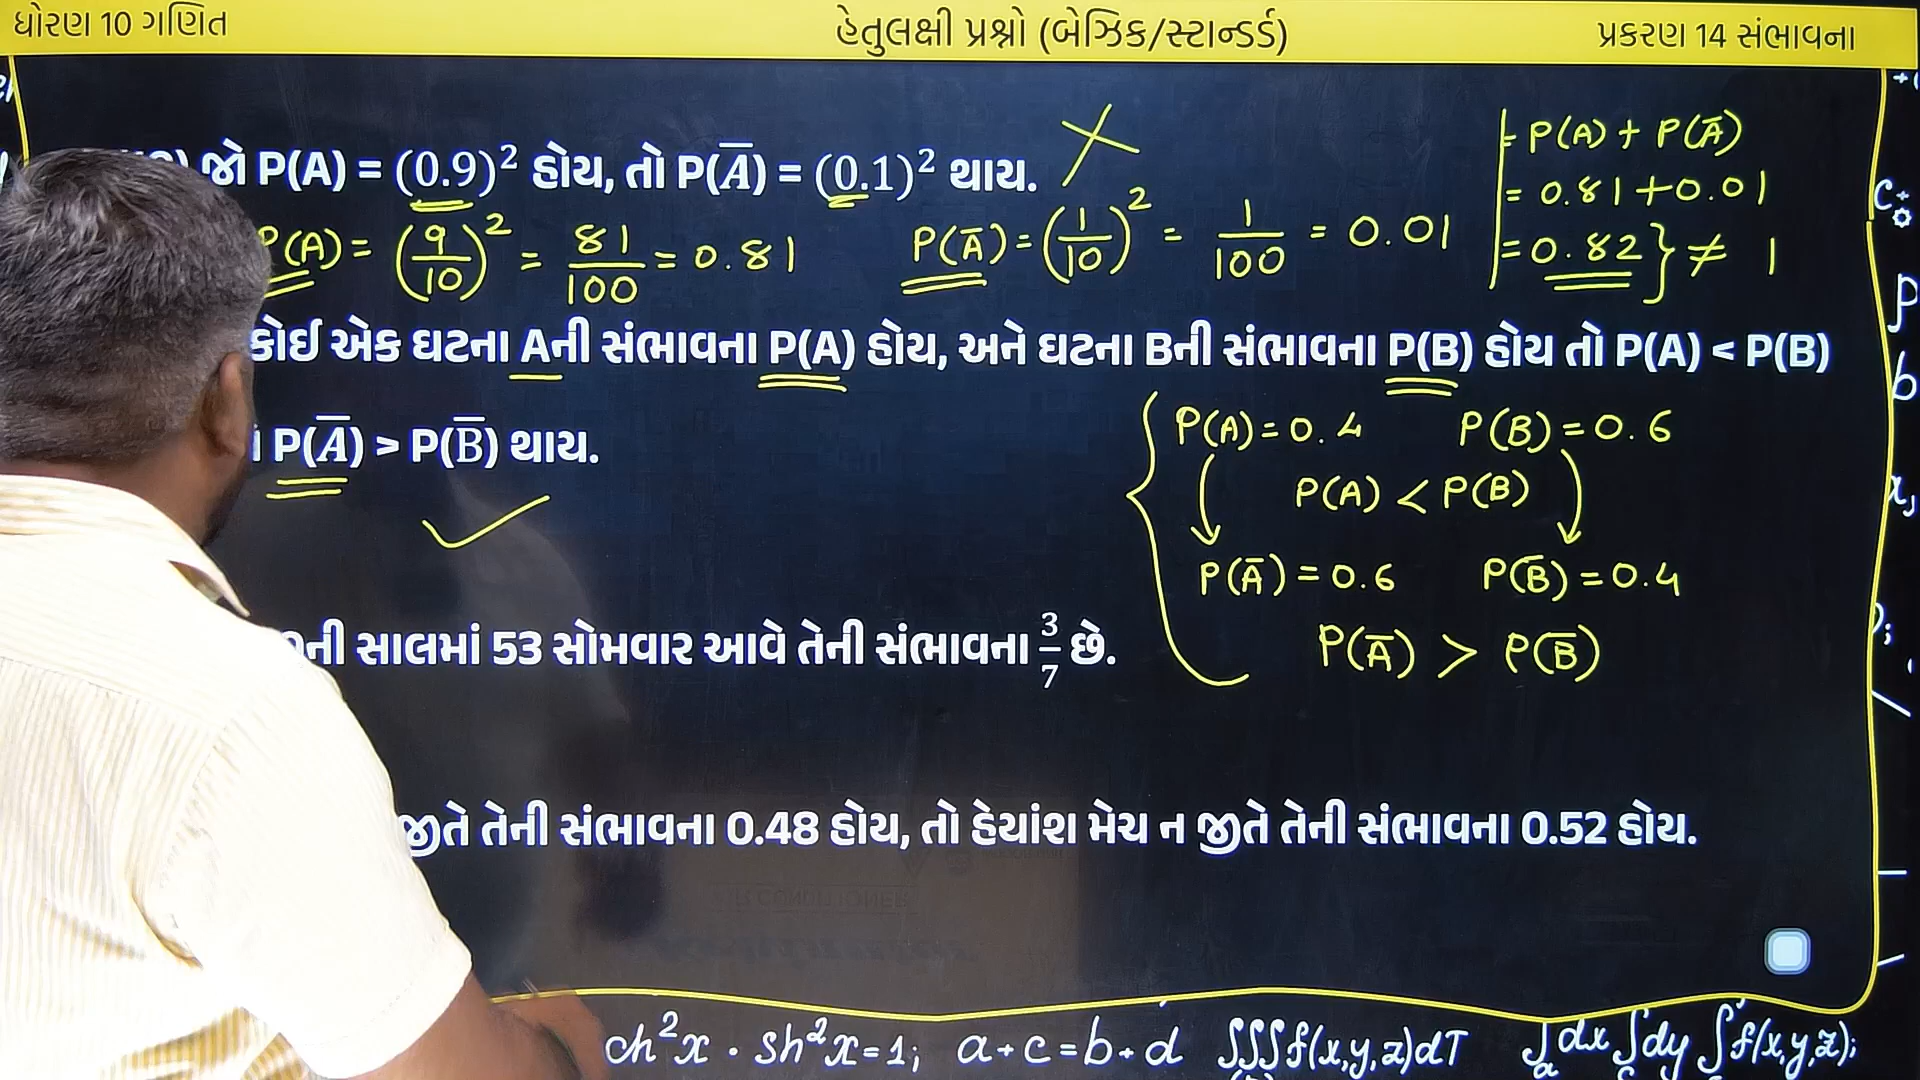 ધોરણ 10 ગણિત
હેતુલક્ષી પ્રશ્નો (બેઝિક/સ્ટાન્ડર્ડ)
પ્રકરણ 14 સંભાવના
જો P(A) = (0.9)² હોય, તો P(A̅) = (0.1)² થાય.
P(A) = (9/10)² = 81/100 = 0.81
P(A̅) = (1/10)² = 1/100 = 0.01
= P(A) + P(A̅)
= 0.81 + 0.01
= 0.82 } ≠ 1
કોઈ એક ઘટના Aની સંભાવના P(A) હોય, અને ઘટના Bની સંભાવના P(B) હોય તો P(A) < P(B)
P(A̅) > P(B̅) થાય.
P(A) = 0.4 P(B) = 0.6
P(A) < P(B)
P(A̅) = 0.6 P(B̅) = 0.4
P(A̅) > P(B̅)
ની સાલમાં 53 સોમવાર આવે તેની સંભાવના 3/7 છે.
જીતે તેની સંભાવના 0.48 હોય, તો હેયાંશ મેચ ન જીતે તેની સંભાવના 0.52 હોય.
ch²x · sh²x = 1; a + c = b + d ∭f(x,y,z)dT ∫dx ∫dy ∫f(x,y,z);